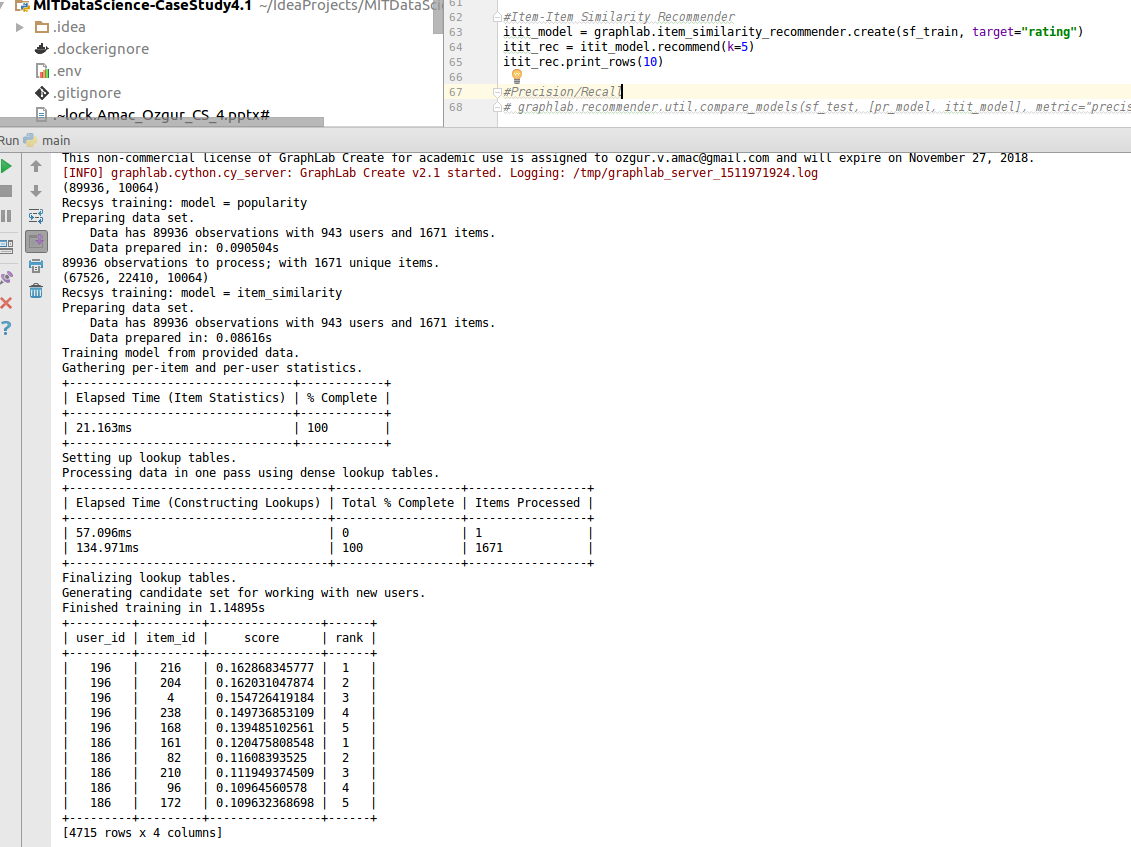 MITDataScience-CaseStudy4.1 ~/IdeaProjects/MITDataSci
.idea
.dockerignore
.env
.gitignore
.~lock.Amac_Ozgur_CS_4.pptx#
61
62 #Item-Item Similarity Recommender
63 itit_model = graphlab.item_similarity_recommender.create(sf_train, target="rating")
64 itit_rec = itit_model.recommend(k=5)
65 itit_rec.print_rows(10)
66
67 #Precision/Recall
68 # graphlab.recommender.util.compare_models(sf_test, [pr_model, itit_model], metric="precis
Run main
This non-commercial license of GraphLab Create for academic use is assigned to ozgur.v.amac@gmail.com and will expire on November 27, 2018.
[INFO] graphlab.cython.cy_server: GraphLab Create v2.1 started. Logging: /tmp/graphlab_server_1511971924.log
(89936, 10064)
Recsys training: model = popularity
Preparing data set.
    Data has 89936 observations with 943 users and 1671 items.
    Data prepared in: 0.090504s
89936 observations to process; with 1671 unique items.
(67526, 22410, 10064)
Recsys training: model = item_similarity
Preparing data set.
    Data has 89936 observations with 943 users and 1671 items.
    Data prepared in: 0.08616s
Training model from provided data.
Gathering per-item and per-user statistics.
+--------------------------------+------------+
| Elapsed Time (Item Statistics) | % Complete |
+--------------------------------+------------+
| 21.163ms                       | 100        |
+--------------------------------+------------+
Setting up lookup tables.
Processing data in one pass using dense lookup tables.
+-------------------------------------+------------------+-----------------+
| Elapsed Time (Constructing Lookups) | Total % Complete | Items Processed |
+-------------------------------------+------------------+-----------------+
| 57.096ms                            | 0                | 1               |
| 134.971ms                           | 100              | 1671            |
+-------------------------------------+------------------+-----------------+
Finalizing lookup tables.
Generating candidate set for working with new users.
Finished training in 1.14895s
+---------+---------+----------------+------+
| user_id | item_id |     score      | rank |
+---------+---------+----------------+------+
|   196   |   216   | 0.162868345777 |  1   |
|   196   |   204   | 0.162031047874 |  2   |
|   196   |    4    | 0.154726419184 |  3   |
|   196   |   238   | 0.149736853109 |  4   |
|   196   |   168   | 0.139485102561 |  5   |
|   186   |   161   | 0.120475808548 |  1   |
|   186   |    82   | 0.11608393525  |  2   |
|   186   |   210   | 0.111949374509 |  3   |
|   186   |    96   | 0.10964560578  |  4   |
|   186   |   172   | 0.109632368698 |  5   |
+---------+---------+----------------+------+
[4715 rows x 4 columns]